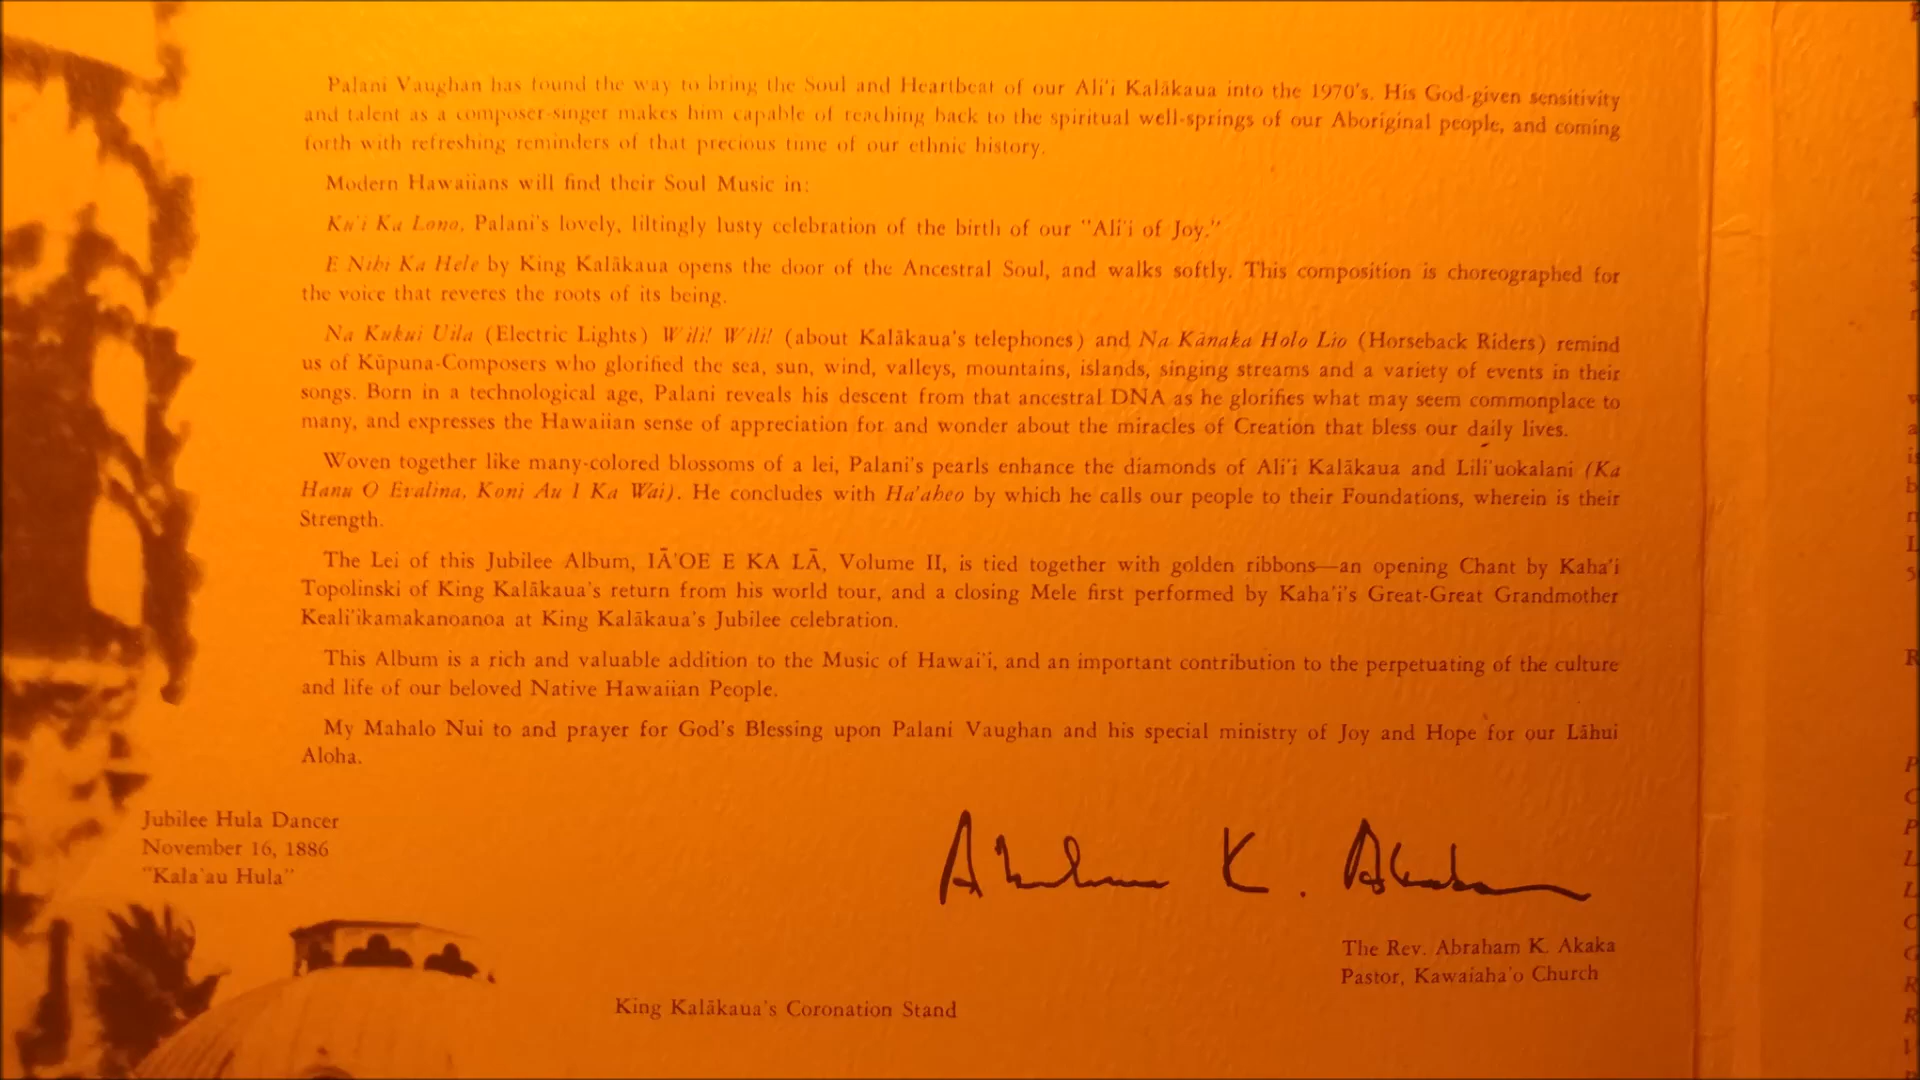 Palani Vaughan has found the way to bring the Soul and Heartbeat of our Ali'i Kalākaua into the 1970's. His God-given sensitivity
and talent as a composer-singer makes him capable of reaching back to the spiritual well-springs of our Aboriginal people, and coming
forth with refreshing reminders of that precious time of our ethnic history.
Modern Hawaiians will find their Soul Music in:
Ku'i Ka Lono, Palani's lovely, liltingly lusty celebration of the birth of our "Ali'i of Joy."
E Nihi Ka Hele by King Kalākaua opens the door of the Ancestral Soul, and walks softly. This composition is choreographed for
the voice that reveres the roots of its being.
Na Kukui Uila (Electric Lights) Wili! Wili! (about Kalākaua's telephones) and Na Kānaka Holo Lio (Horseback Riders) remind
us of Kūpuna-Composers who glorified the sea, sun, wind, valleys, mountains, islands, singing streams and a variety of events in their
songs. Born in a technological age, Palani reveals his descent from that ancestral DNA as he glorifies what may seem commonplace to
many, and expresses the Hawaiian sense of appreciation for and wonder about the miracles of Creation that bless our daily lives.
Woven together like many-colored blossoms of a lei, Palani's pearls enhance the diamonds of Ali'i Kalākaua and Lili'uokalani (Ka
Hanu O Evalina, Koni Au I Ka Wai). He concludes with Ha'aheo by which he calls our people to their Foundations, wherein is their
Strength.
The Lei of this Jubilee Album, IĀ'OE E KA LĀ, Volume II, is tied together with golden ribbons—an opening Chant by Kaha'i
Topolinski of King Kalākaua's return from his world tour, and a closing Mele first performed by Kaha'i's Great-Great Grandmother
Keali'ikamakanoanoa at King Kalākaua's Jubilee celebration.
This Album is a rich and valuable addition to the Music of Hawai'i, and an important contribution to the perpetuating of the culture
and life of our beloved Native Hawaiian People.
My Mahalo Nui to and prayer for God's Blessing upon Palani Vaughan and his special ministry of Joy and Hope for our Lāhui
Aloha.
Jubilee Hula Dancer
November 16, 1886
"Kala'au Hula"
Abraham K. Akaka
The Rev. Abraham K. Akaka
Pastor, Kawaiaha'o Church
King Kalākaua's Coronation Stand